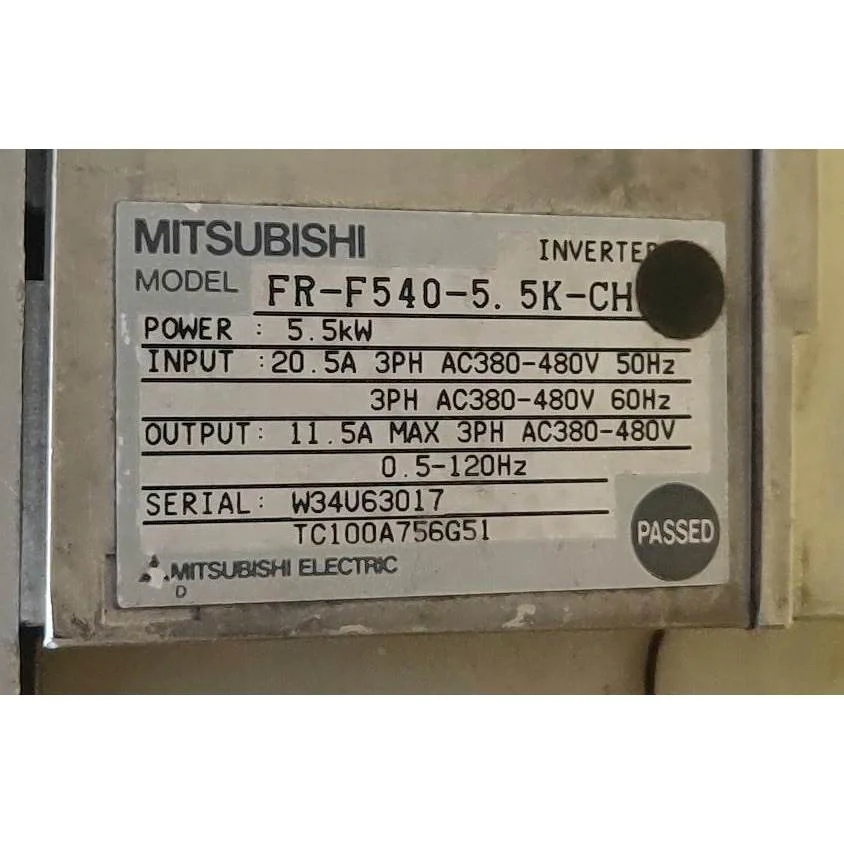 MITSUBISHI
INVERTER
MODEL FR-F540-5.5K-CH
POWER : 5.5kW
INPUT :20.5A 3PH AC380-480V 50Hz
3PH AC380-480V 60Hz
OUTPUT: 11.5A MAX 3PH AC380-480V
0.5-120Hz
SERIAL: W34U63017
TC100A756G51
PASSED
MITSUBISHI ELECTRIC
D